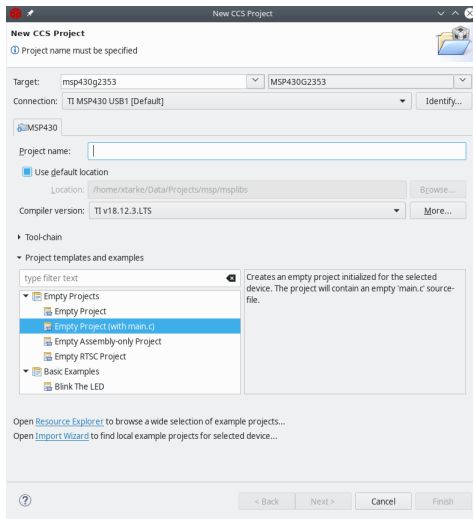 New CCS Project
New CCS Project
Project name must be specified
Target: msp430g2353 MSP430G2353
Connection: TI MSP430 USB1 [Default] Identify...
MSP430
Project name:
Use default location
Location: /home/xtarke/Data/Projects/msp/msplibs Browse...
Compiler version: TI v18.12.3.LTS More...
Tool-chain
Project templates and examples
type filter text
Empty Projects
Empty Project
Empty Project (with main.c)
Empty Assembly-only Project
Empty RTSC Project
Basic Examples
Blink The LED
Creates an empty project initialized for the selected
device. The project will contain an empty 'main.c' source-
file.
Open Resource Explorer to browse a wide selection of example projects...
Open Import Wizard to find local example projects for selected device...
? < Back Next > Cancel Finish